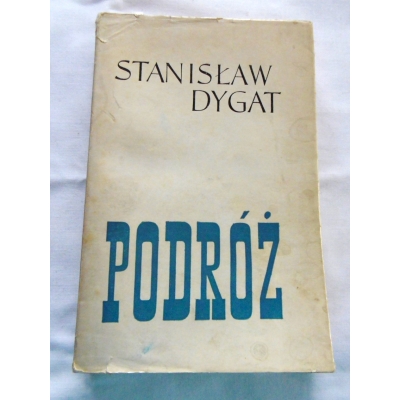 STANISŁAW
DYGAT
PODRÓŻ